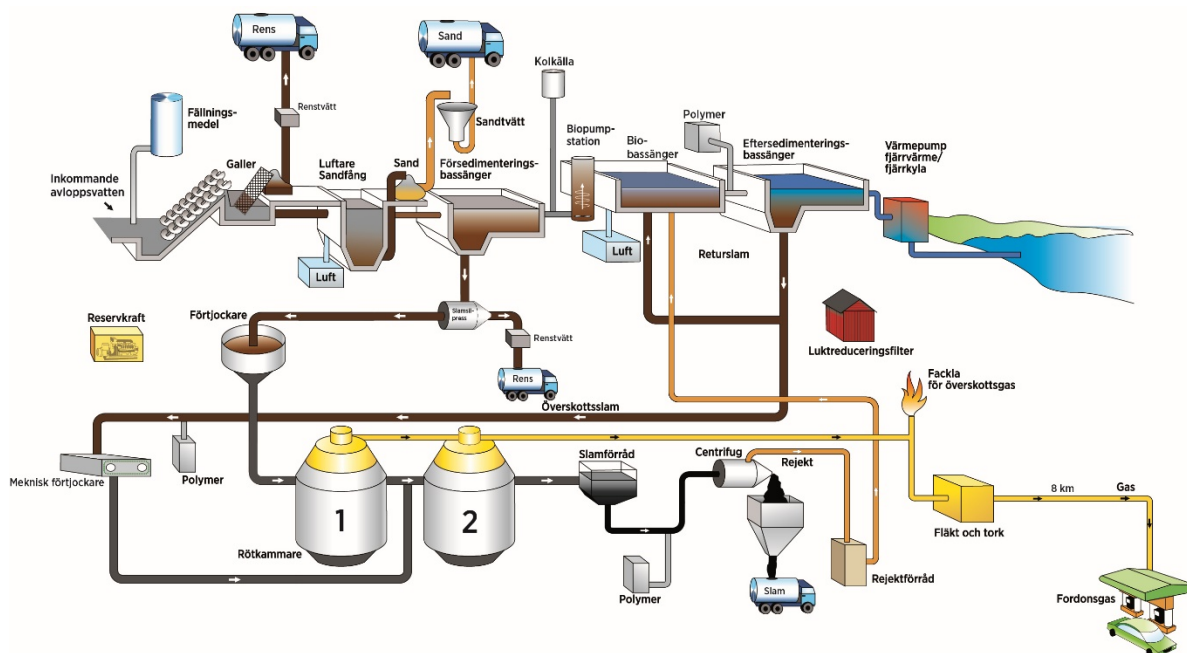 Rens
Sand
Kolkälla
Fällnings-
medel
Renstvätt
Sandtvätt
Polymer
Biopump-
station
Bio-
bassänger
Eftersedimenterings-
bassänger
Värmepump
fjärrvärme/
fjärrkyla
Galler
Luftare
Sandfång
Sand
Försedimenterings-
bassänger
Inkommande
avloppsvatten
Luft
Luft
Returslam
Reservkraft
Förtjockare
Slamsil-
press
Renstvätt
Rens
Luktreduceringsfilter
Överskottsslam
Fackla
för överskottsgas
Meknisk förtjockare
Polymer
1
2
Rötkammare
Slamförråd
Centrifug
Rejekt
Polymer
Slam
Rejektförråd
8 km
Gas
Fläkt och tork
Fordonsgas